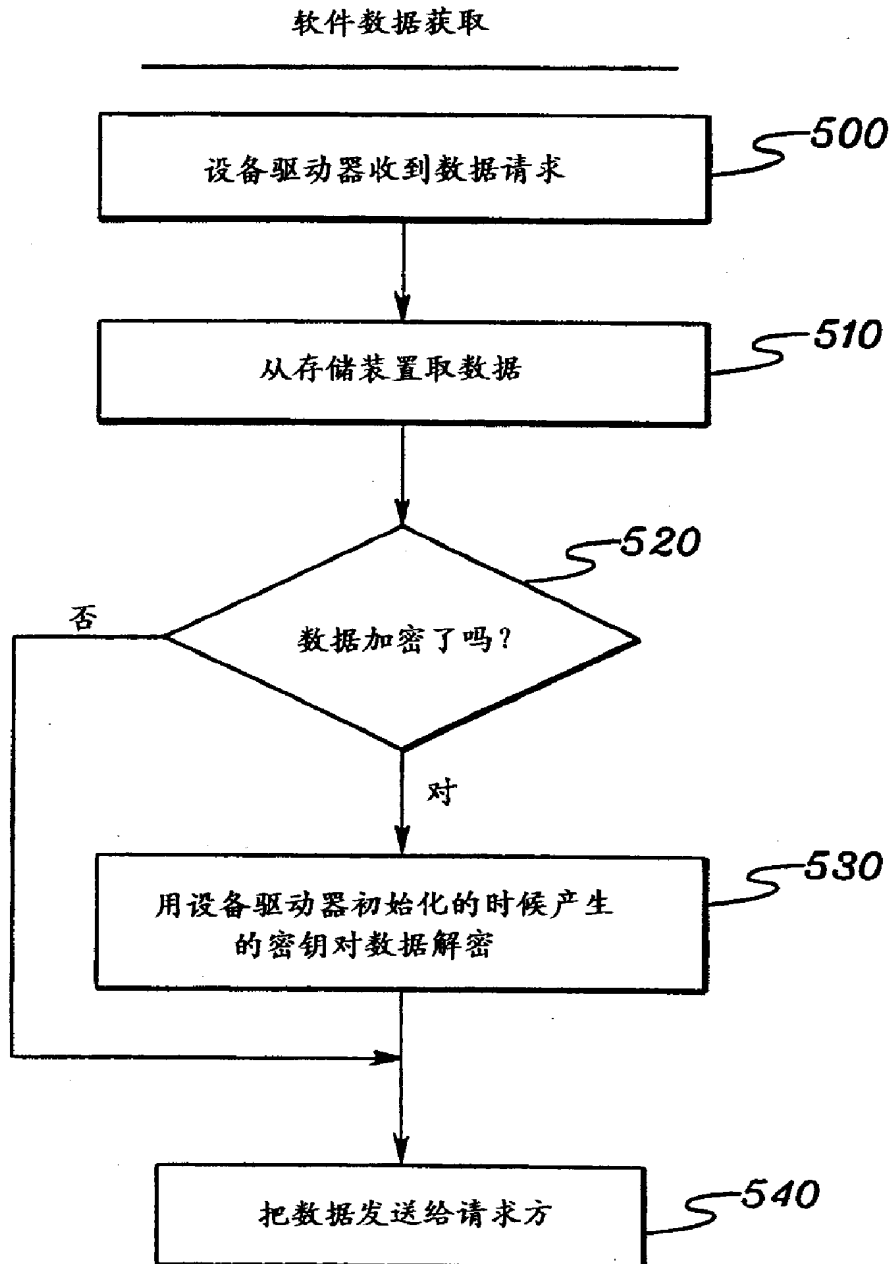 软件数据获取
500
设备驱动器收到数据请求
510
从存储装置取数据
520
否
数据加密了吗?
对
530
用设备驱动器初始化的时候产生
的密钥对数据解密
540
把数据发送给请求方